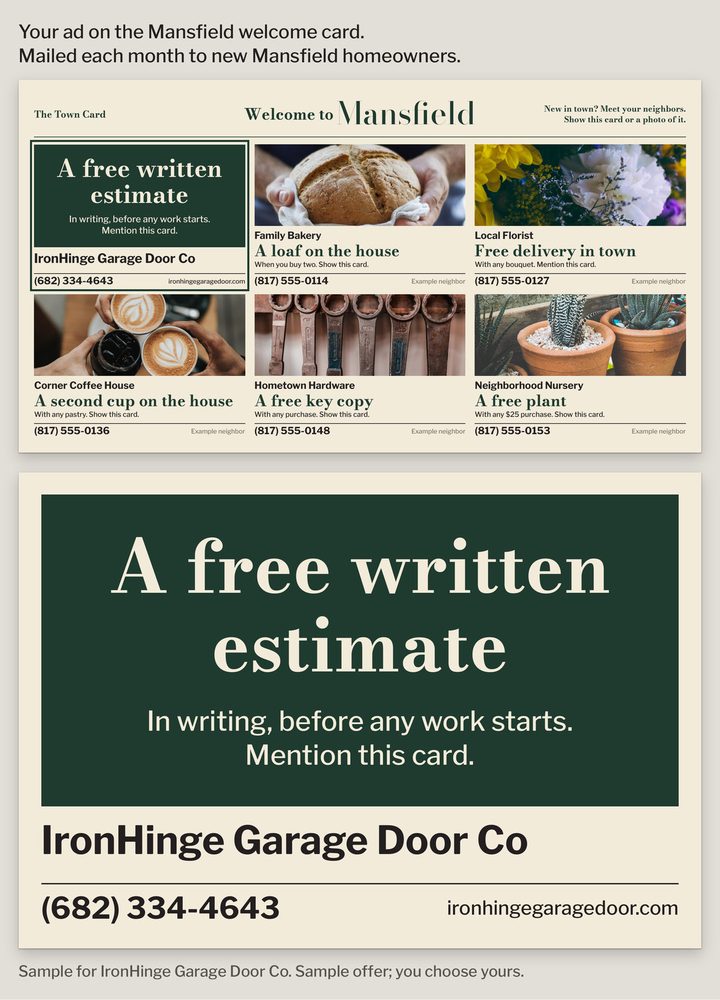 Your ad on the Mansfield welcome card.
Mailed each month to new Mansfield homeowners.
The Town Card
Welcome to Mansfield
New in town? Meet your neighbors.
Show this card or a photo of it.
A free written
estimate
In writing, before any work starts.
Mention this card.
IronHinge Garage Door Co
(682) 334-4643
ironhingegaragedoor.com
Family Bakery
A loaf on the house
When you buy two. Show this card.
(817) 555-0114
Example neighbor
Local Florist
Free delivery in town
With any bouquet. Mention this card.
(817) 555-0127
Example neighbor
Corner Coffee House
A second cup on the house
With any pastry. Show this card.
(817) 555-0136
Example neighbor
Hometown Hardware
A free key copy
With any purchase. Show this card.
(817) 555-0148
Example neighbor
Neighborhood Nursery
A free plant
With any $25 purchase. Show this card.
(817) 555-0153
Example neighbor
A free written
estimate
In writing, before any work starts.
Mention this card.
IronHinge Garage Door Co
(682) 334-4643
ironhingegaragedoor.com
Sample for IronHinge Garage Door Co. Sample offer; you choose yours.